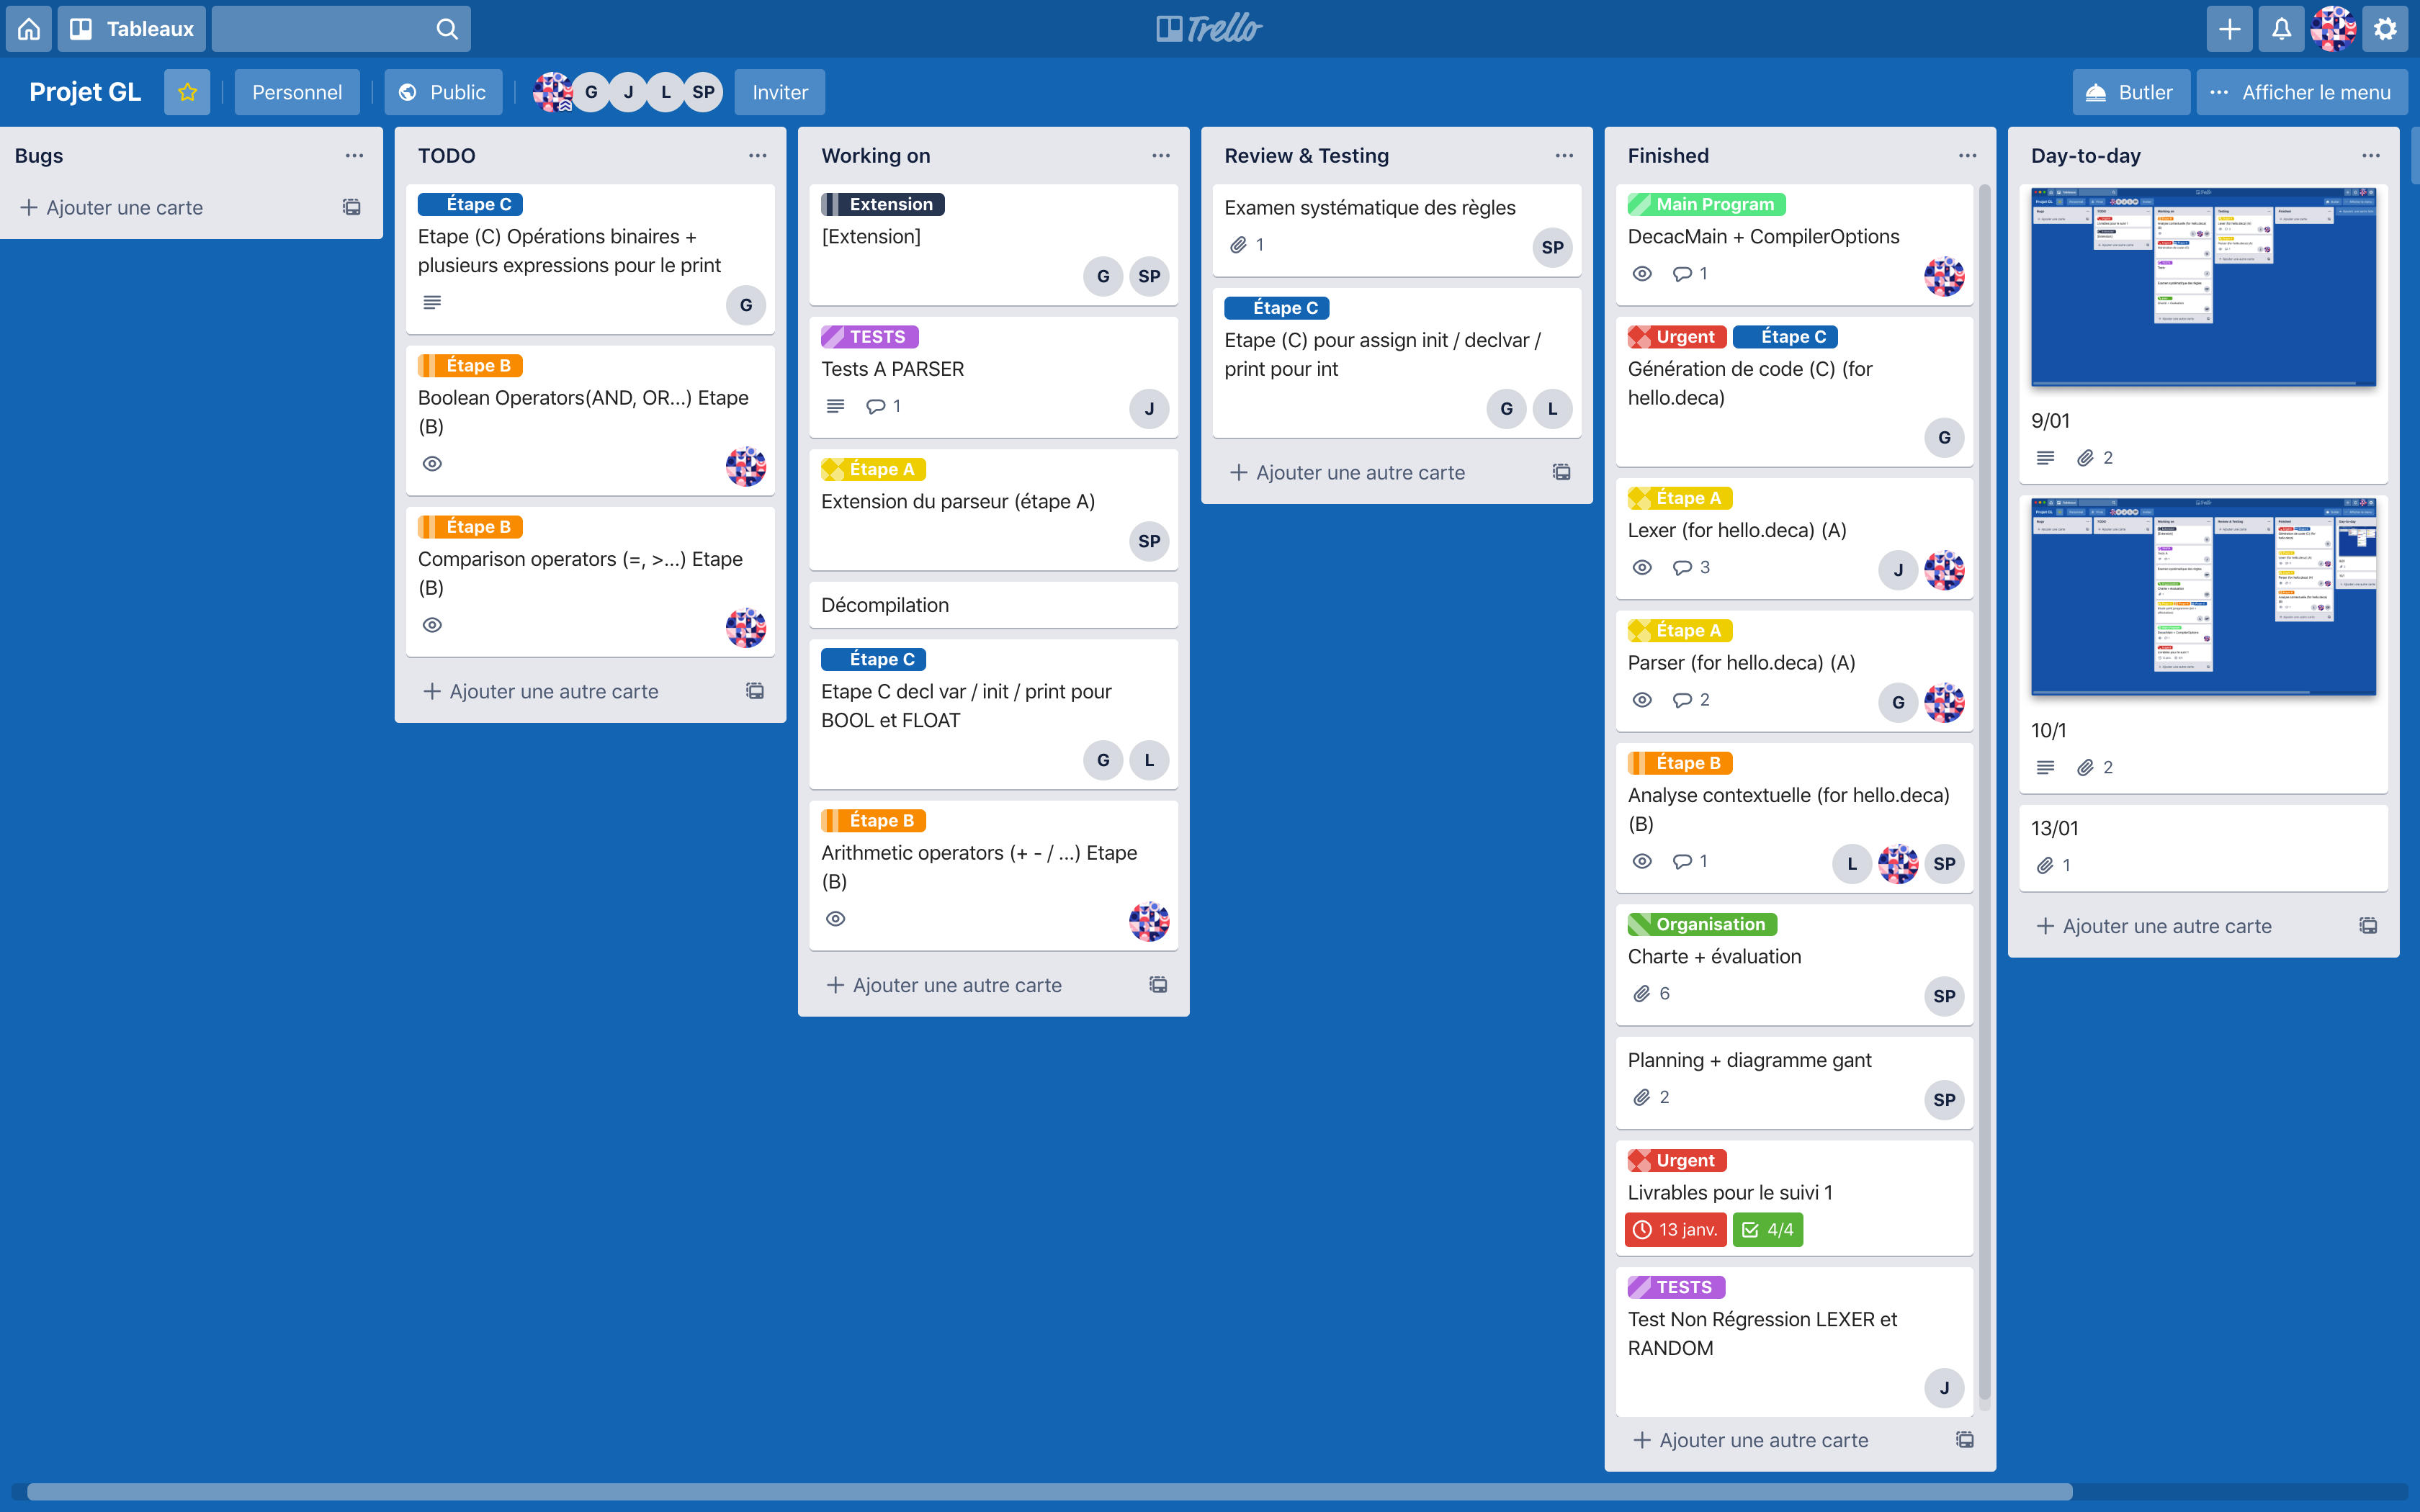 Tableaux
Trello
Projet GL
Personnel
Public
G
J
L
SP
Inviter
Butler
Afficher le menu
Bugs
Ajouter une carte
TODO
Étape C
Etape (C) Opérations binaires +
plusieurs expressions pour le print
G
Étape B
Boolean Operators(AND, OR...) Etape
(B)
Étape B
Comparison operators (=, >...) Etape
(B)
Ajouter une autre carte
Working on
Extension
[Extension]
G
SP
TESTS
Tests A PARSER
1
J
Étape A
Extension du parseur (étape A)
SP
Décompilation
Étape C
Etape C decl var / init / print pour
BOOL et FLOAT
G
L
Étape B
Arithmetic operators (+ - / ...) Etape
(B)
Ajouter une autre carte
Review & Testing
Examen systématique des règles
1
SP
Étape C
Etape (C) pour assign init / declvar /
print pour int
G
L
Ajouter une autre carte
Finished
Main Program
DecacMain + CompilerOptions
1
Urgent Étape C
Génération de code (C) (for
hello.deca)
G
Étape A
Lexer (for hello.deca) (A)
3
J
Étape A
Parser (for hello.deca) (A)
2
G
Étape B
Analyse contextuelle (for hello.deca)
(B)
1
L
SP
Organisation
Charte + évaluation
6
SP
Planning + diagramme gant
2
SP
Urgent
Livrables pour le suivi 1
13 janv. 4/4
TESTS
Test Non Régression LEXER et
RANDOM
J
Ajouter une autre carte
Day-to-day
9/01
2
10/1
2
13/01
1
Ajouter une autre carte